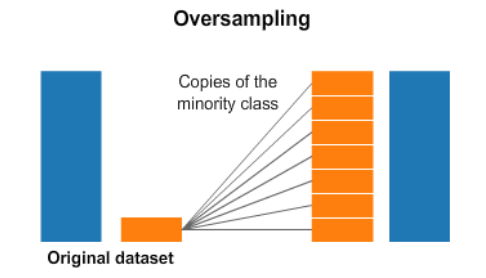 Oversampling
Copies of the
minority class
Original dataset